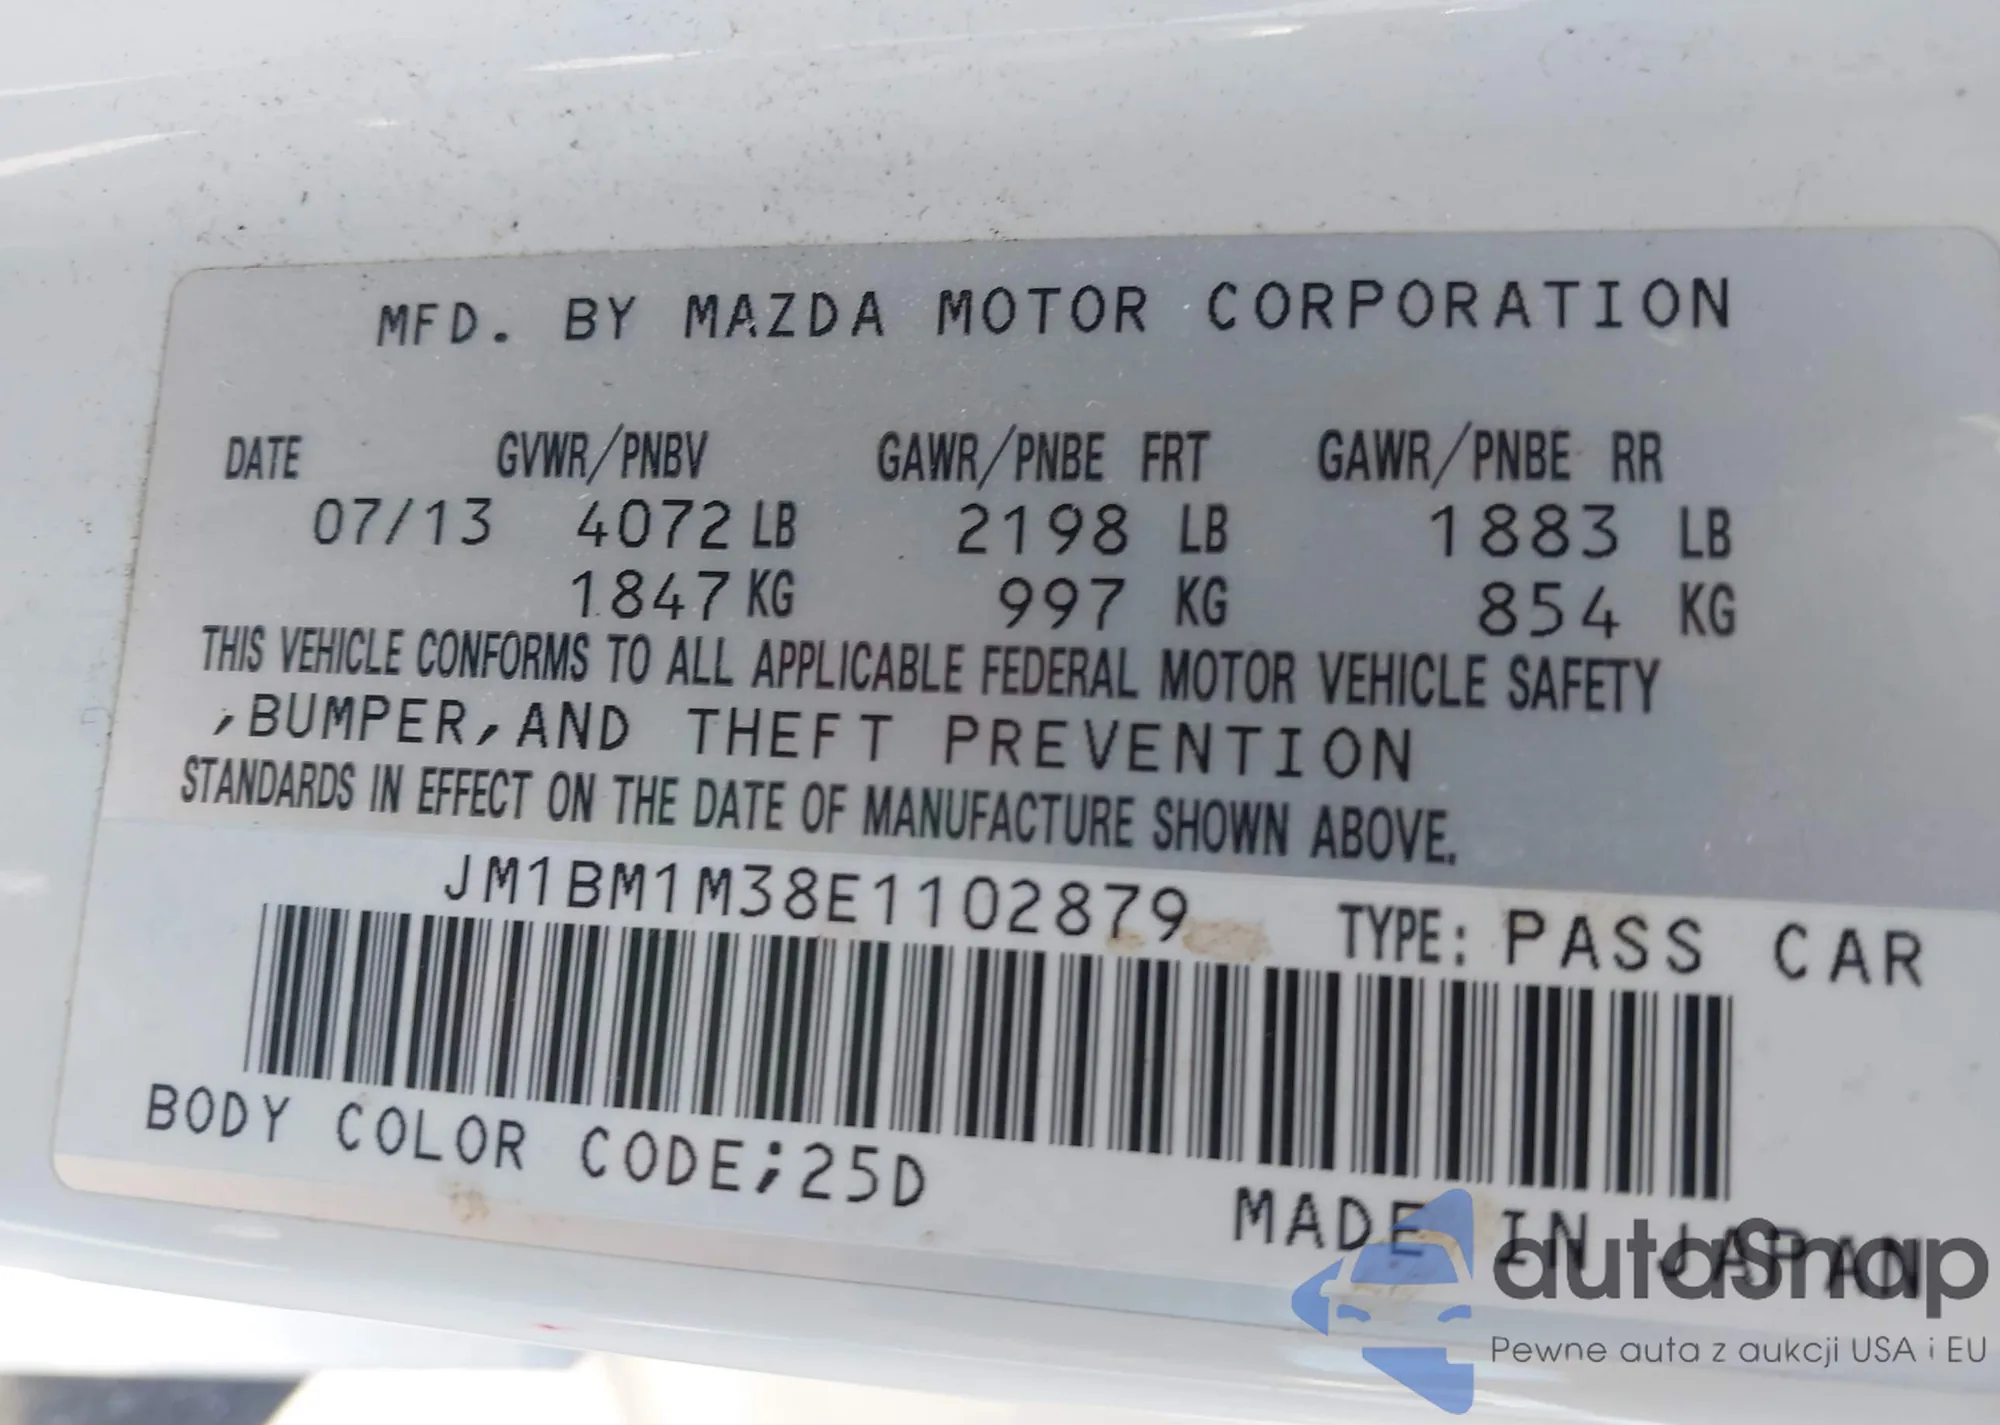 MFD. BY MAZDA MOTOR CORPORATION
DATE GVWR/PNBV GAWR/PNBE FRT GAWR/PNBE RR
07/13 4072 LB 2198 LB 1883 LB
1847 KG 997 KG 854 KG
THIS VEHICLE CONFORMS TO ALL APPLICABLE FEDERAL MOTOR VEHICLE SAFETY
,BUMPER,AND THEFT PREVENTION
STANDARDS IN EFFECT ON THE DATE OF MANUFACTURE SHOWN ABOVE.
JM1BM1M38E1102879 TYPE: PASS CAR
BODY COLOR CODE;25D
MADE IN JAPAN
autosnap
Pewne auta z aukcji USA i EU